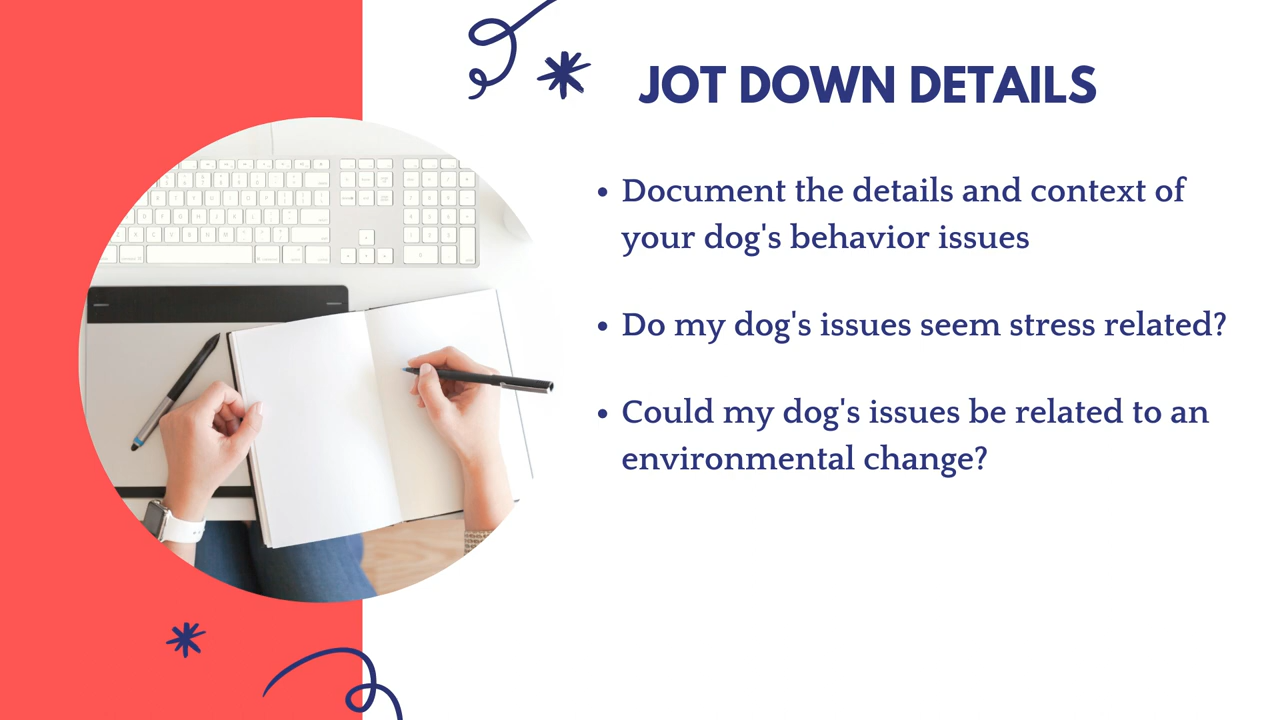 JOT DOWN DETAILS
• Document the details and context of
your dog's behavior issues
• Do my dog's issues seem stress related?
• Could my dog's issues be related to an
environmental change?